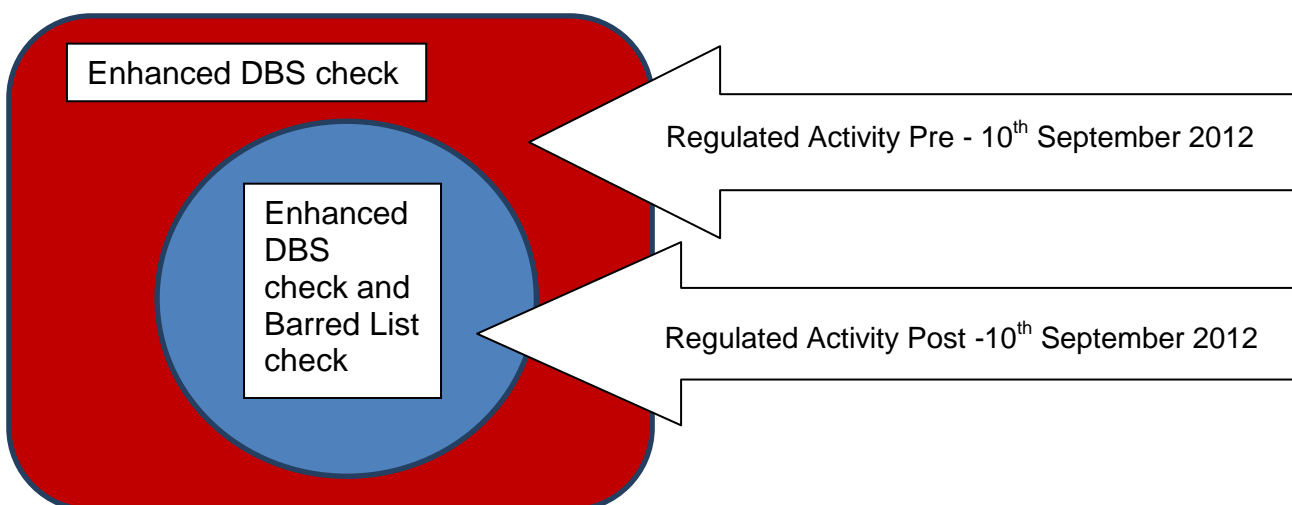 Enhanced DBS check
Regulated Activity Pre - 10th September 2012
Enhanced
DBS
check and
Barred List
check
Regulated Activity Post -10th September 2012